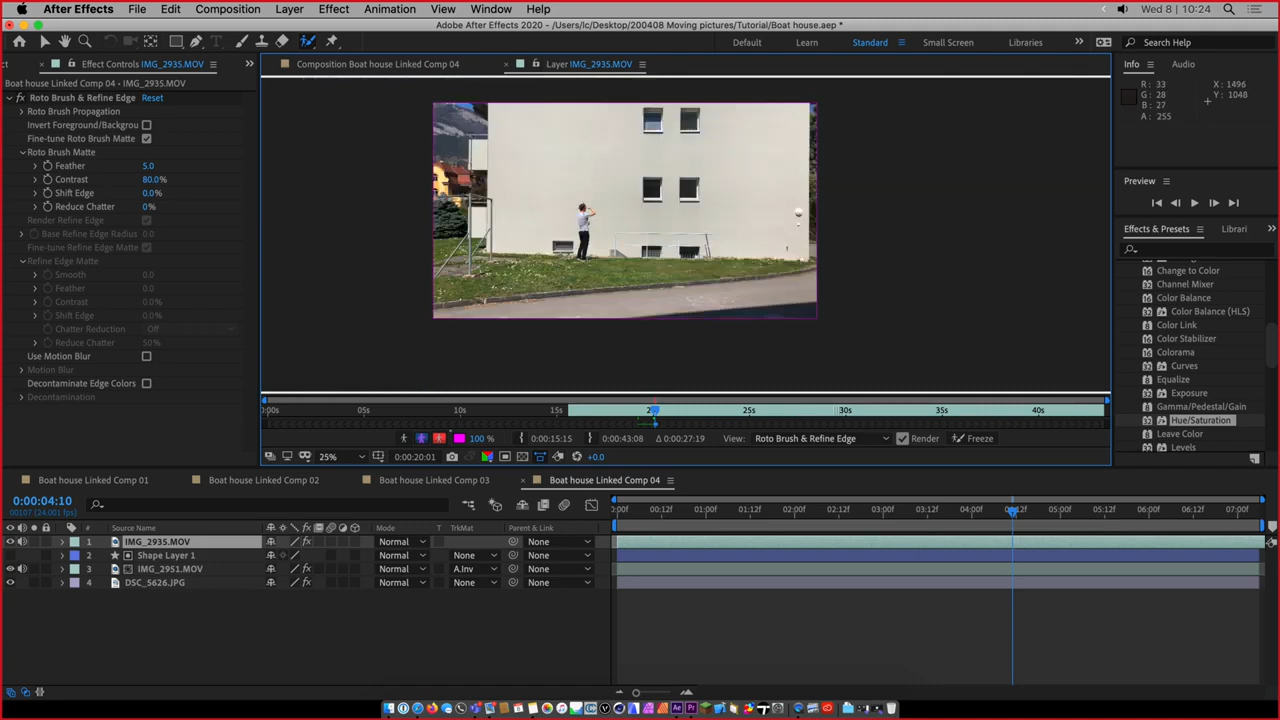 After Effects File Edit Composition Layer Effect Animation View Window Help Wed 8 | 10:24
Adobe After Effects 2020 - /Users/lc/Desktop/200408 Moving pictures/Tutorial/Boat house.aep *
Default Learn Standard Small Screen Libraries Search Help
Effect Controls IMG_2935.MOV
Composition Boat house Linked Comp 04
Layer IMG_2935.MOV
Info Audio
Boat house Linked Comp 04 · IMG_2935.MOV
Roto Brush & Refine Edge Reset
Roto Brush Propagation
Invert Foreground/Backgrou
Fine-tune Roto Brush Matte
Roto Brush Matte
Feather 5.0
Contrast 80.0%
Shift Edge 0.0%
Reduce Chatter 0%
Render Refine Edge
Base Refine Edge Radius 0.0
Fine-tune Refine Edge Matte
Refine Edge Matte
Smooth 0.0
Feather 0.0
Contrast 0.0%
Shift Edge 0.0%
Chatter Reduction Off
Reduce Chatter 50%
Use Motion Blur
Motion Blur
Decontaminate Edge Colors
Decontamination
R: 33 X: 1496
G: 28 Y: 1048
B: 27
A: 255
Preview
Effects & Presets Librari
Change to Color
Channel Mixer
Color Balance
Color Balance (HLS)
Color Link
Color Stabilizer
Colorama
Curves
Equalize
Exposure
Gamma/Pedestal/Gain
Hue/Saturation
Leave Color
Levels
0:00s 05s 10s 15s 25s 30s 35s 40s
100 % 0:00:15:15 0:00:43:08 Δ 0:00:27:19 View: Roto Brush & Refine Edge Render Freeze
25% 0:00:20:01 +0.0
Boat house Linked Comp 01 Boat house Linked Comp 02 Boat house Linked Comp 03 Boat house Linked Comp 04
0:00:04:10
00107 (24.001 fps)
:00f 00:12f 01:00f 01:12f 02:00f 02:12f 03:00f 03:12f 04:00f 04:12f 05:00f 05:12f 06:00f 06:12f 07:00f
# Source Name Mode T TrkMat Parent & Link
1 IMG_2935.MOV Normal None
2 Shape Layer 1 Normal None None
3 IMG_2951.MOV Normal A.Inv None
4 DSC_5626.JPG Normal None None